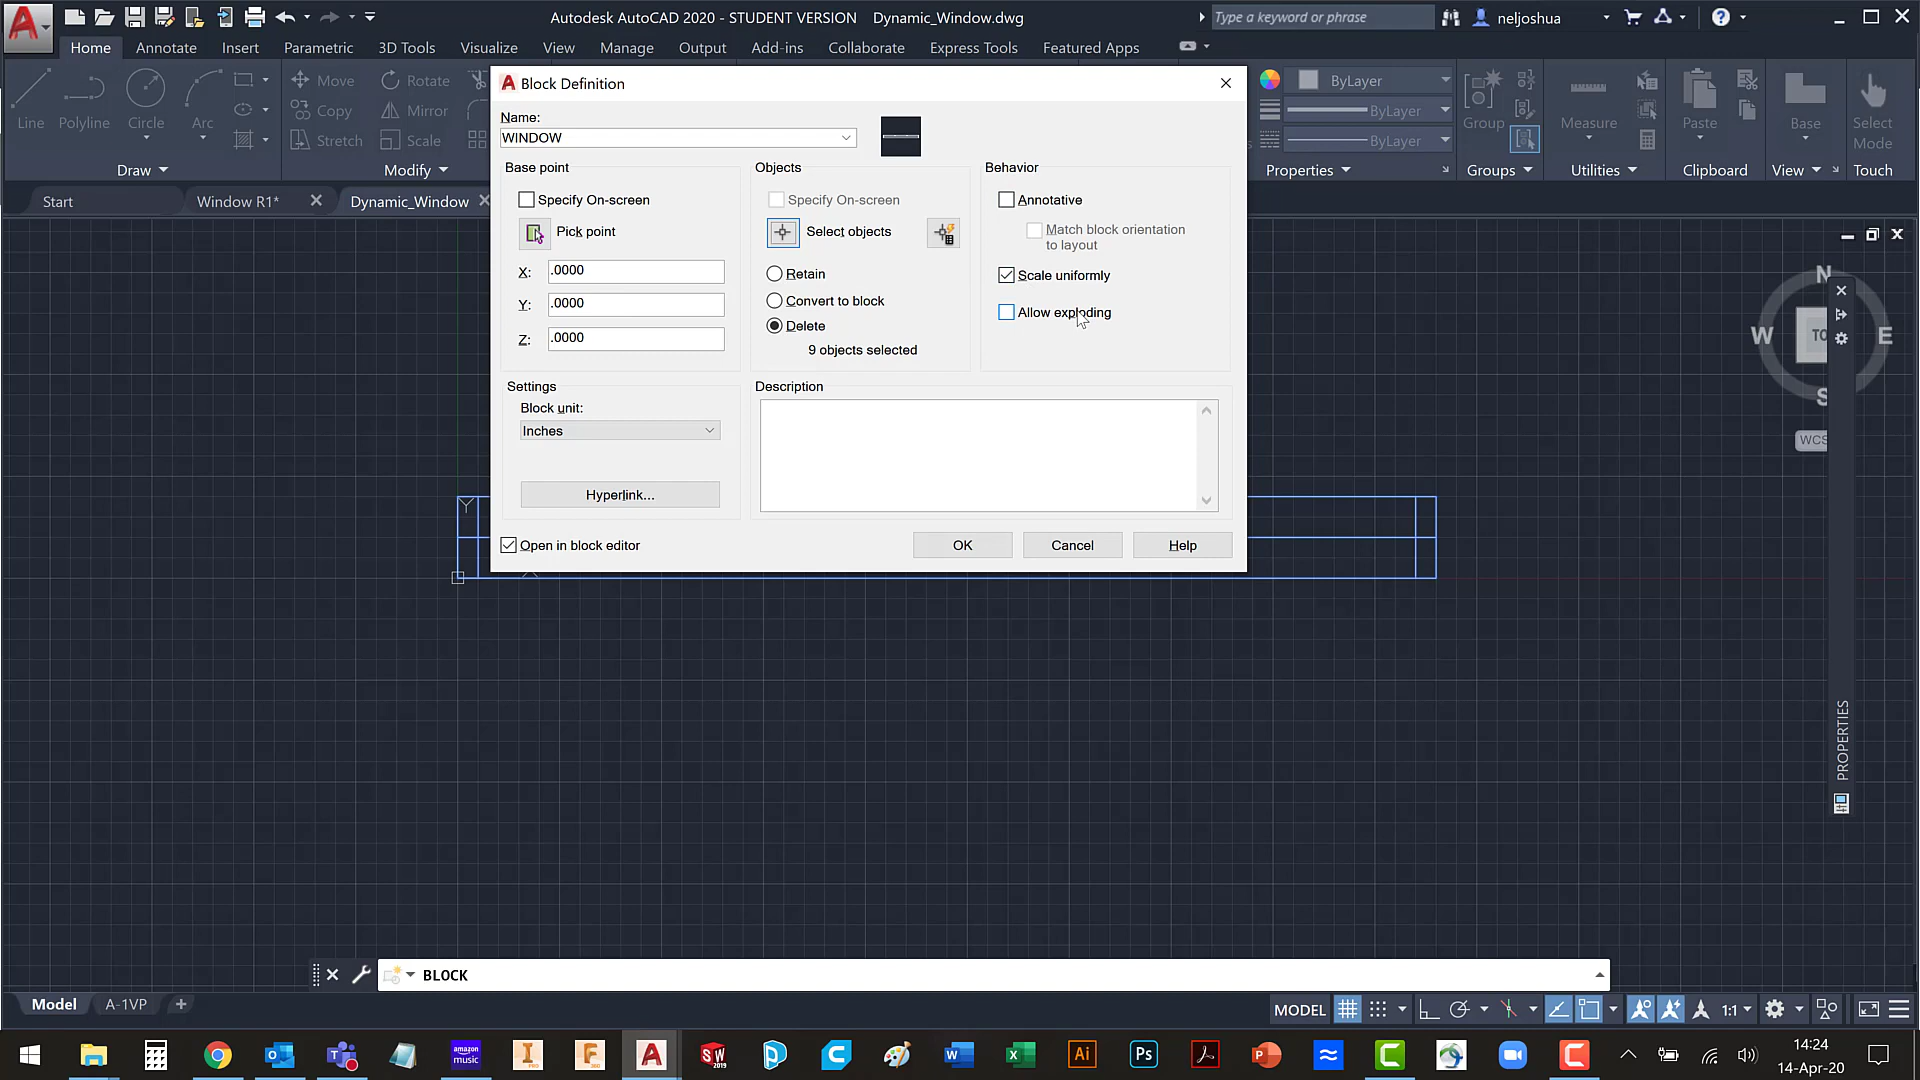 Autodesk AutoCAD 2020 - STUDENT VERSION Dynamic_Window.dwg
Type a keyword or phrase
neljoshua
Home Annotate Insert Parametric 3D Tools Visualize View Manage Output Add-ins Collaborate Express Tools Featured Apps
Line Polyline Circle Arc
Move Rotate
Copy Mirror
Stretch Scale
Draw Modify
ByLayer
ByLayer
ByLayer
Properties
Group
Groups
Measure
Utilities
Paste
Clipboard
Base
View
Select
Mode
Touch
Start Window R1* Dynamic_Window
Block Definition
Name:
WINDOW
Base point
Specify On-screen
Pick point
X: .0000
Y: .0000
Z: .0000
Objects
Specify On-screen
Select objects
Retain
Convert to block
Delete
9 objects selected
Behavior
Annotative
Match block orientation
to layout
Scale uniformly
Allow exploding
Settings
Block unit:
Inches
Hyperlink...
Description
Open in block editor
OK Cancel Help
Y
N
W E
S
WCS
PROPERTIES
BLOCK
Model A-1VP
MODEL
1:1
amazon
music
SW
2019
Ai
Ps
14:24
14-Apr-20